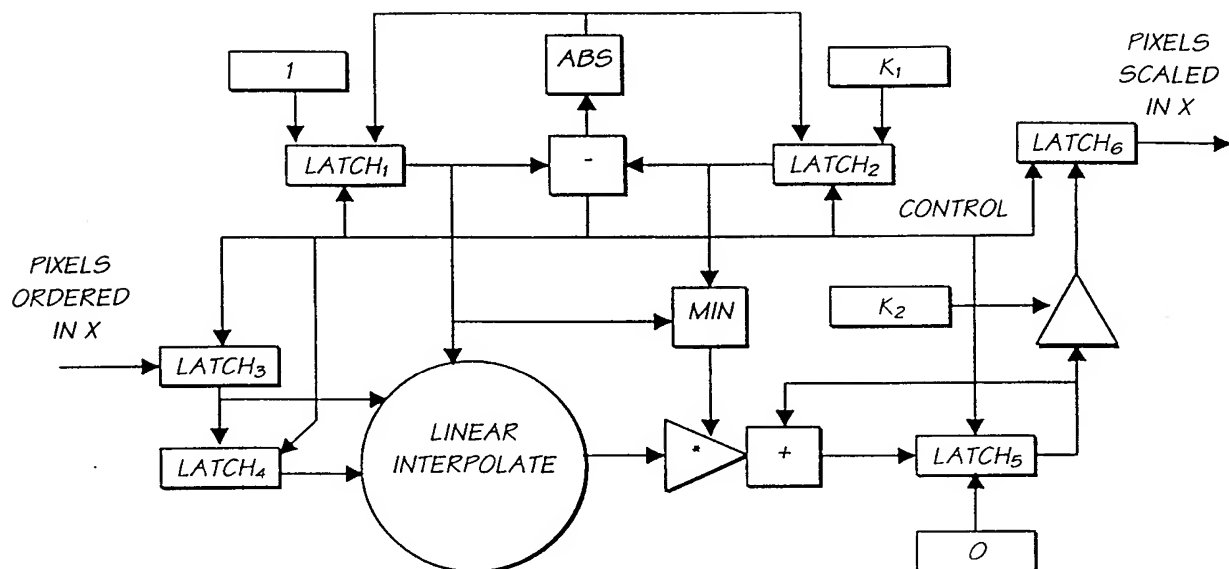 ABS
1
K₁
PIXELS
SCALED
IN X
LATCH₁
-
LATCH₂
LATCH₆
CONTROL
PIXELS
ORDERED
IN X
MIN
K₂
LATCH₃
LINEAR
INTERPOLATE
*
+
LATCH₄
LATCH₅
0